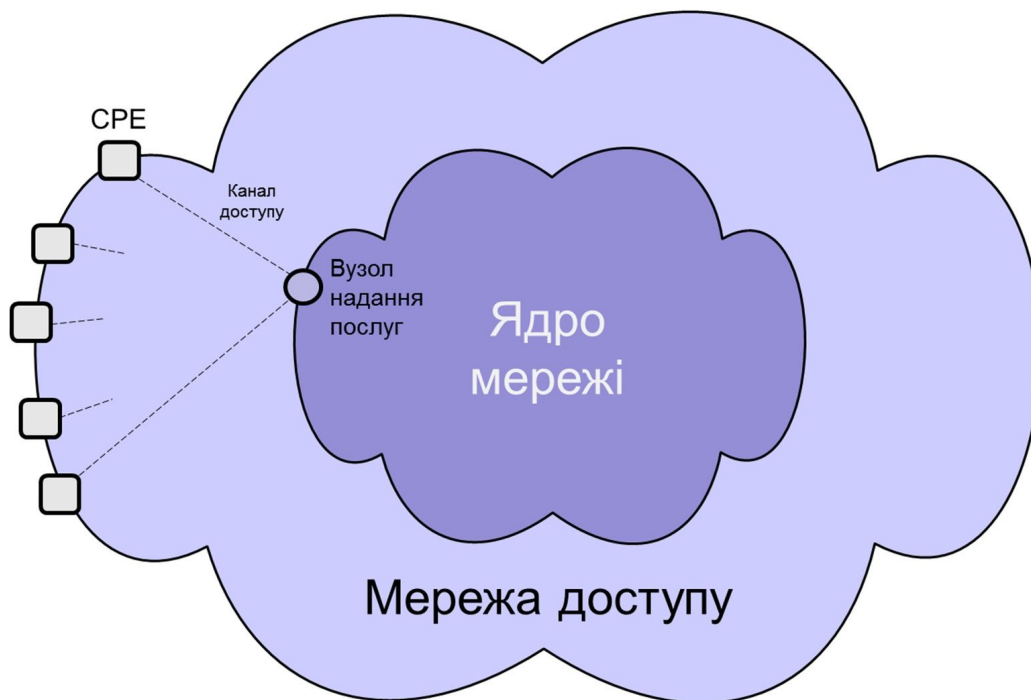 CPE
Канал
доступу
Вузол
надання
послуг
Ядро
мережі
Мережа доступу